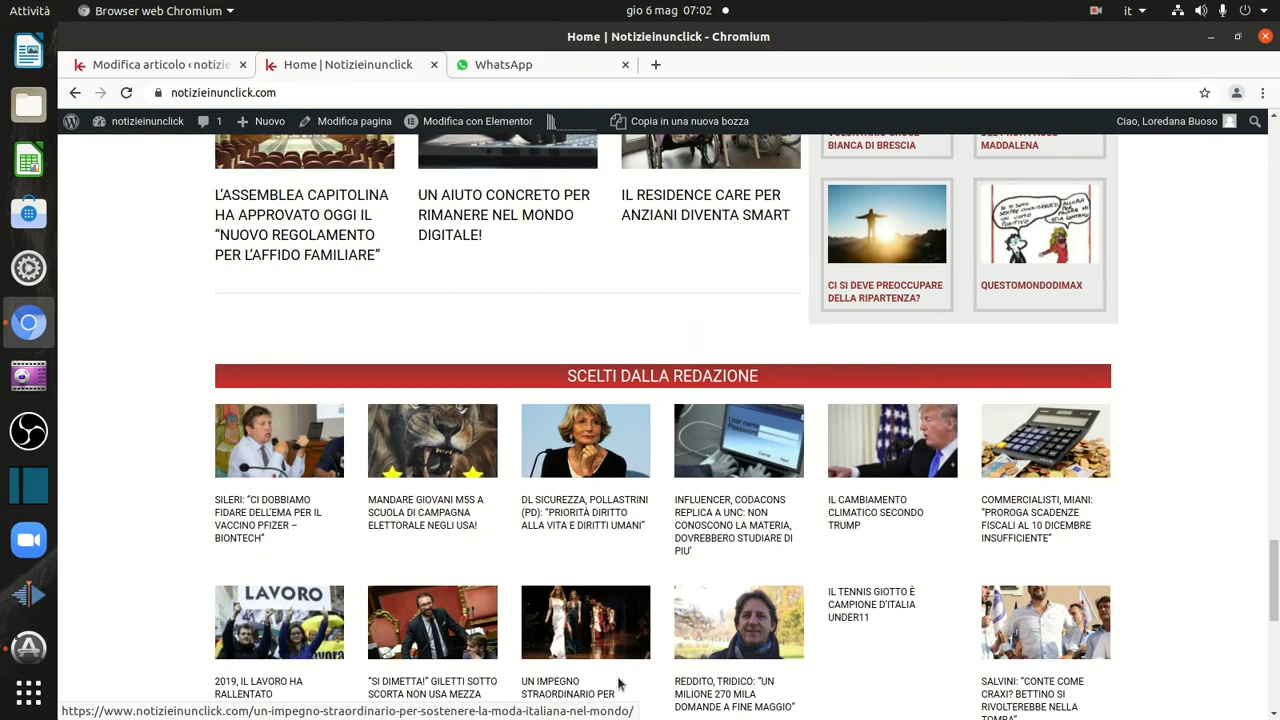 Attività
Browser web Chromium
gio 6 mag 07:02
it
Home | Notizieinunclick - Chromium
Modifica articolo ‹ notizie
Home | Notizieinunclick
WhatsApp
notizieinunclick.com
notizieinunclick
1
Nuovo
Modifica pagina
Modifica con Elementor
Copia in una nuova bozza
Ciao, Loredana Buoso
BIANCA DI BRESCIA
MADDALENA
L'ASSEMBLEA CAPITOLINA
HA APPROVATO OGGI IL
“NUOVO REGOLAMENTO
PER L'AFFIDO FAMILIARE”
UN AIUTO CONCRETO PER
RIMANERE NEL MONDO
DIGITALE!
IL RESIDENCE CARE PER
ANZIANI DIVENTA SMART
CI SI DEVE PREOCCUPARE
DELLA RIPARTENZA?
QUESTOMONDODIMAX
SCELTI DALLA REDAZIONE
User name
Password
SILERI: “CI DOBBIAMO
FIDARE DELL'EMA PER IL
VACCINO PFIZER –
BIONTECH”
MANDARE GIOVANI M5S A
SCUOLA DI CAMPAGNA
ELETTORALE NEGLI USA!
DL SICUREZZA, POLLASTRINI
(PD): “PRIORITÀ DIRITTO
ALLA VITA E DIRITTI UMANI”
INFLUENCER, CODACONS
REPLICA A UNC: NON
CONOSCONO LA MATERIA,
DOVREBBERO STUDIARE DI
PIU'
IL CAMBIAMENTO
CLIMATICO SECONDO
TRUMP
COMMERCIALISTI, MIANI:
“PROROGA SCADENZE
FISCALI AL 10 DICEMBRE
INSUFFICIENTE”
LAVORO
2019, IL LAVORO HA
RALLENTATO
“SI DIMETTA!” GILETTI SOTTO
SCORTA NON USA MEZZA
UN IMPEGNO
STRAORDINARIO PER
REDDITO, TRIDICO: “UN
MILIONE 270 MILA
DOMANDE A FINE MAGGIO”
IL TENNIS GIOTTO È
CAMPIONE D'ITALIA
UNDER11
SALVINI: “CONTE COME
CRAXI? BETTINO SI
RIVOLTEREBBE NELLA
TOMBA”
https://www.notizieinunclick.com/un-impegno-straordinario-per-sostenere-la-moda-italiana-nel-mondo/